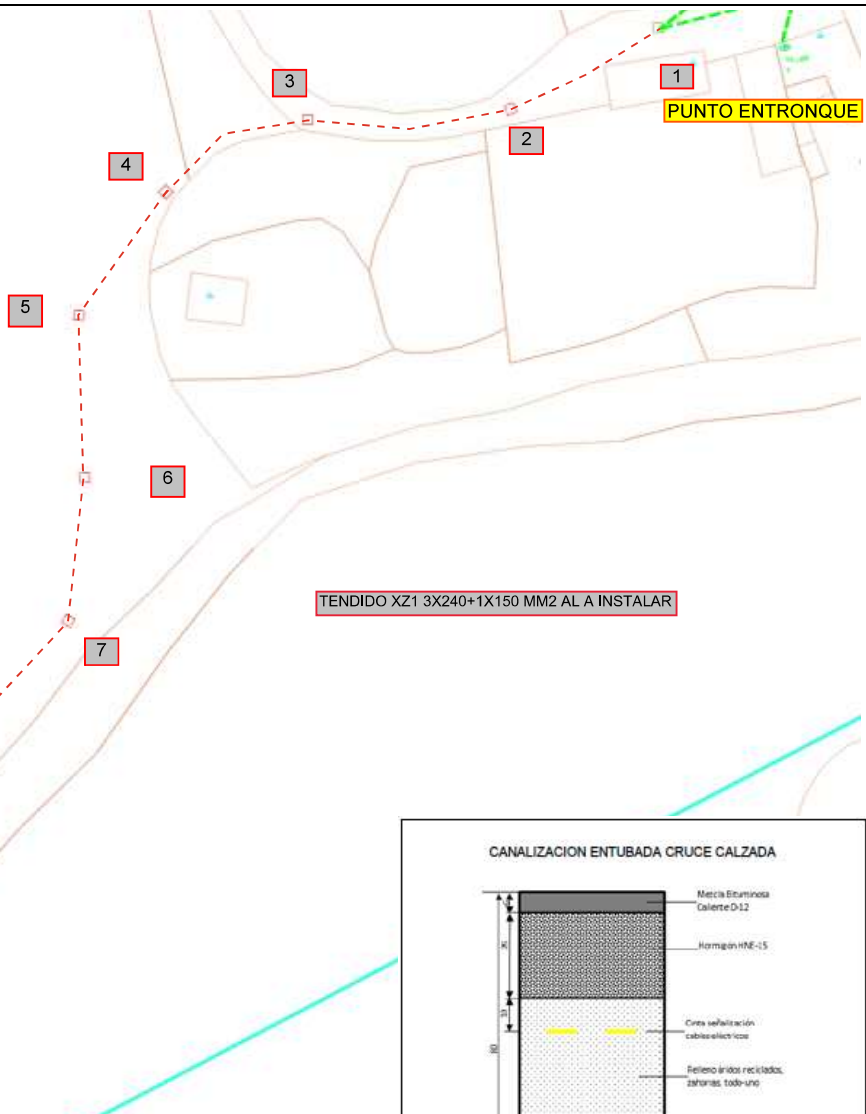 3
1
PUNTO ENTRONQUE
2
4
5
6
TENDIDO XZ1 3X240+1X150 MM2 AL A INSTALAR
7
CANALIZACION ENTUBADA CRUCE CALZADA
Mezcla Bituminosa
Caliente D-12
Hormigón HNE-15
Cinta señalización
cables eléctricos
Relleno áridos reciclados,
zahorras, todo-uno